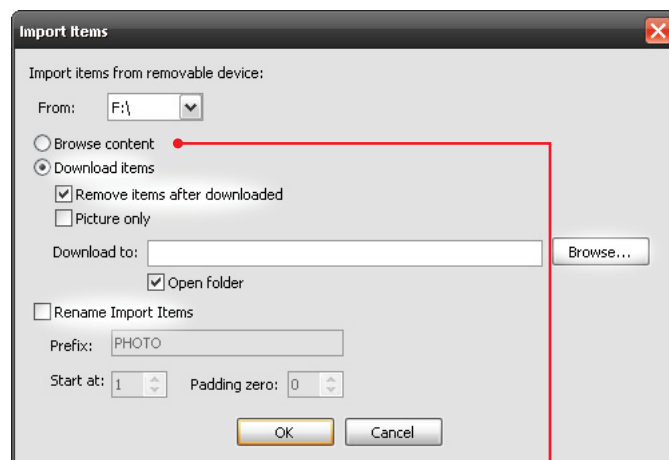 Import Items
Import items from removable device:
From: F:\
Browse content
Download items
Remove items after downloaded
Picture only
Download to: Browse...
Open folder
Rename Import Items
Prefix: PHOTO
Start at: 1 Padding zero: 0
OK Cancel